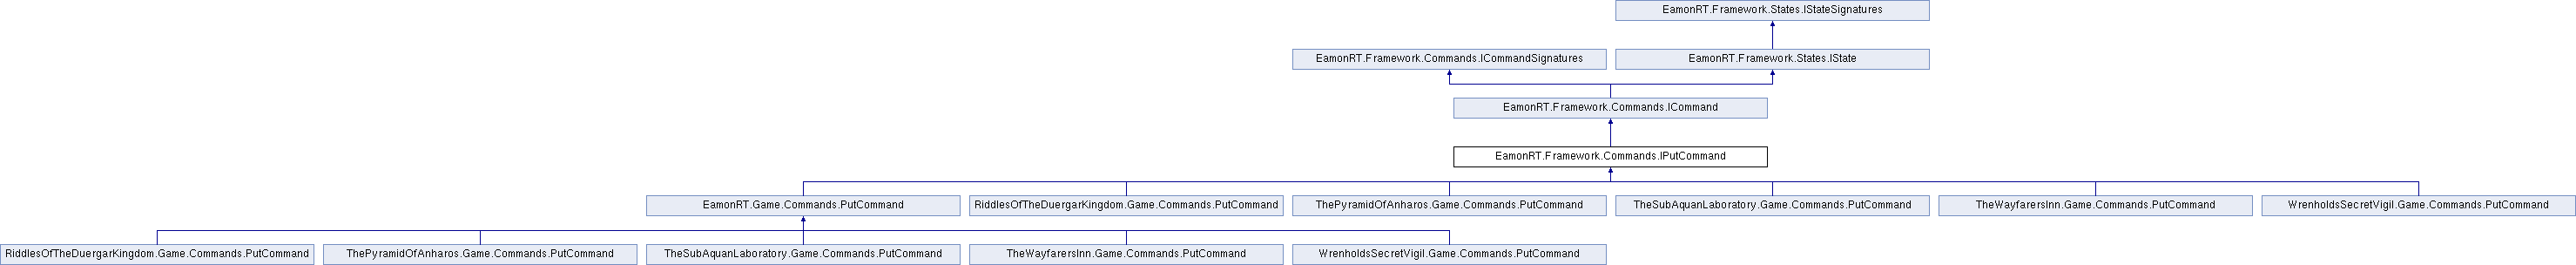 EamonRT.Framework.States.IStateSignatures
EamonRT.Framework.Commands.ICommandSignatures
EamonRT.Framework.States.IState
EamonRT.Framework.Commands.ICommand
EamonRT.Framework.Commands.IPutCommand
EamonRT.Game.Commands.PutCommand
RiddlesOfTheDuergarKingdom.Game.Commands.PutCommand
ThePyramidOfAnharos.Game.Commands.PutCommand
TheSubAquanLaboratory.Game.Commands.PutCommand
TheWayfarersInn.Game.Commands.PutCommand
WrenholdsSecretVigil.Game.Commands.PutCommand
RiddlesOfTheDuergarKingdom.Game.Commands.PutCommand
ThePyramidOfAnharos.Game.Commands.PutCommand
TheSubAquanLaboratory.Game.Commands.PutCommand
TheWayfarersInn.Game.Commands.PutCommand
WrenholdsSecretVigil.Game.Commands.PutCommand